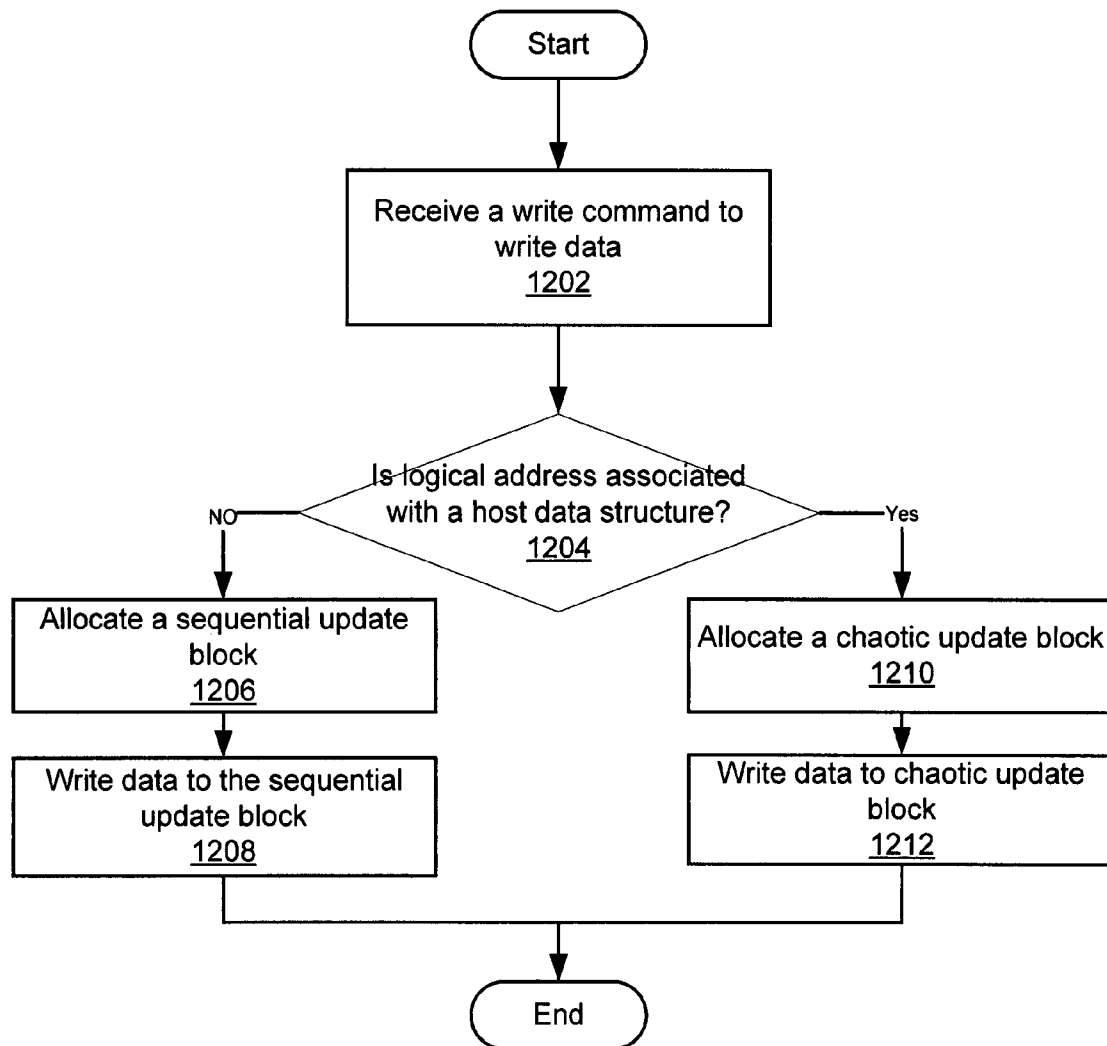 Start
Receive a write command to
write data
1202
Is logical address associated
with a host data structure?
1204
NO
Yes
Allocate a sequential update
block
1206
Allocate a chaotic update block
1210
Write data to the sequential
update block
1208
Write data to chaotic update
block
1212
End